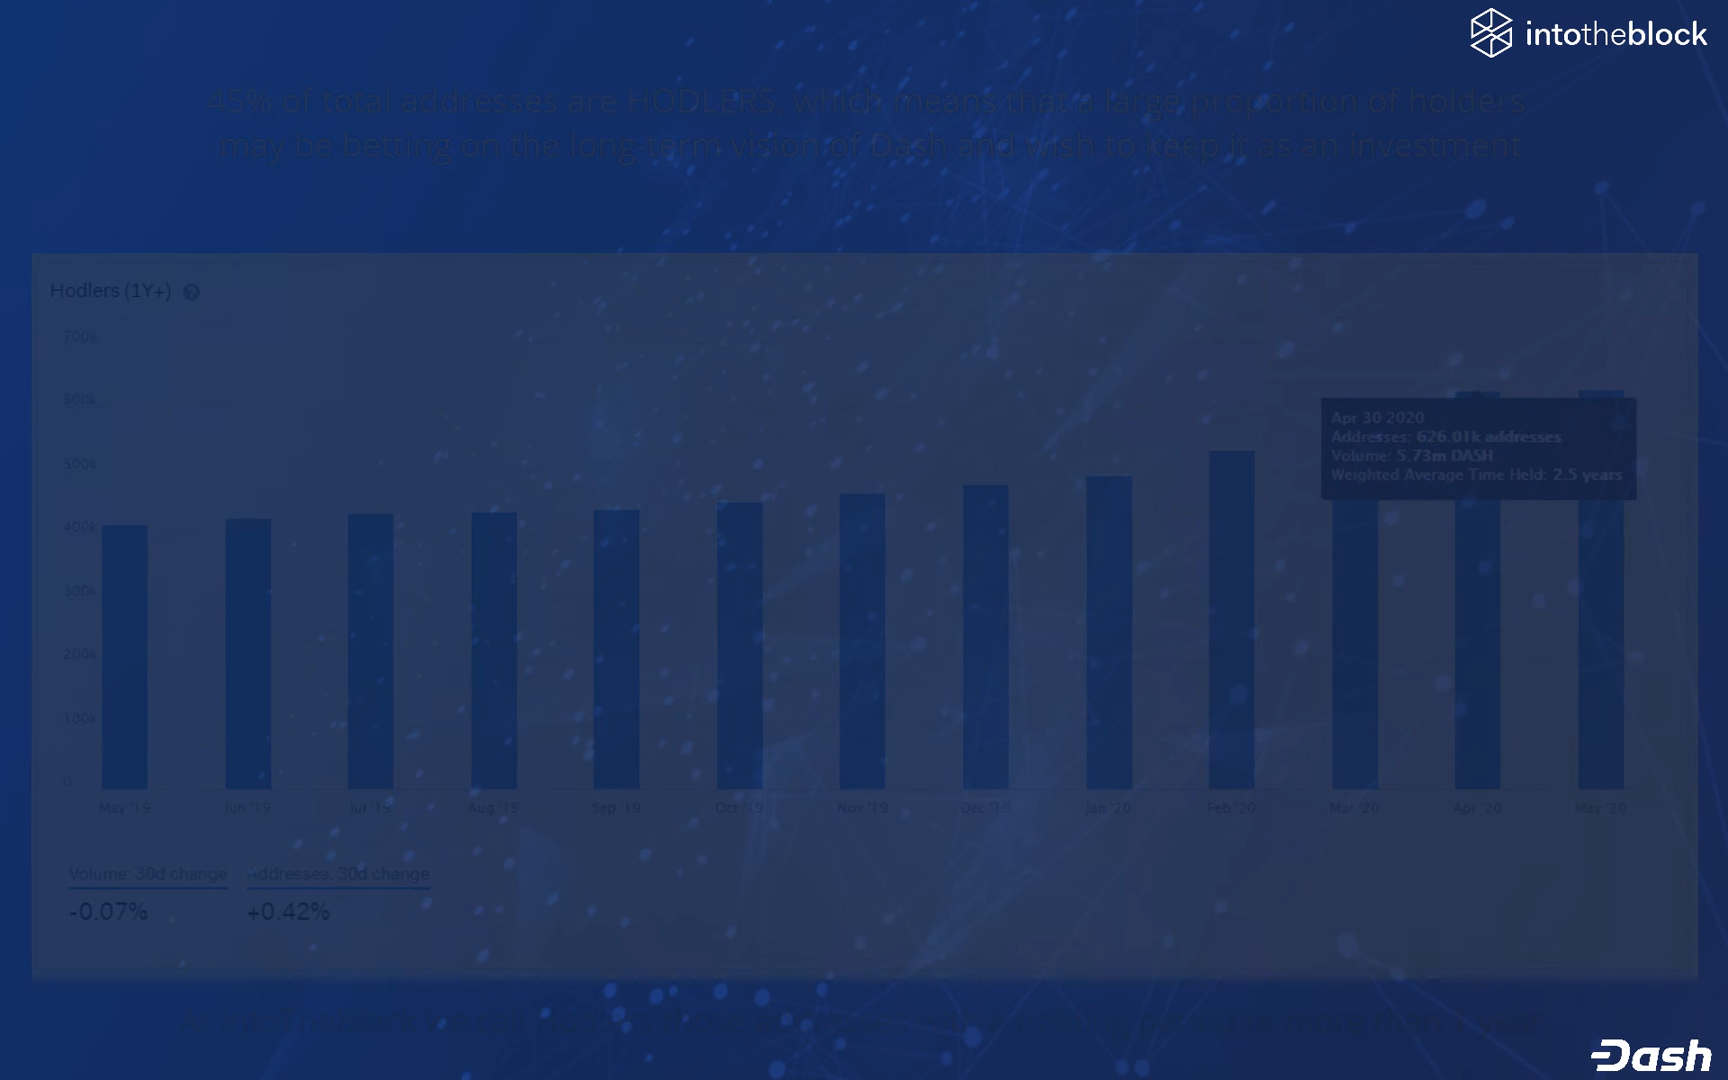 intotheblock
45% of total addresses are HODLERS, which means that a large proportion of holders
may be betting on the long-term vision of Dash and wish to keep it as an investment
Hodlers (1Y+) ?
700k
600k
500k
400k
300k
200k
100k
0
Apr 30 2020
Addresses: 626.01k addresses
Volume: 5.73m DASH
Weighted Average Time Held: 2.5 years
May '19 Jun '19 Jul '19 Aug '19 Sep '19 Oct '19 Nov '19 Dec '19 Jan '20 Feb '20 Mar '20 Apr '20 May '20
Volume: 30d change Addresses: 30d change
-0.07% +0.42%
Dash